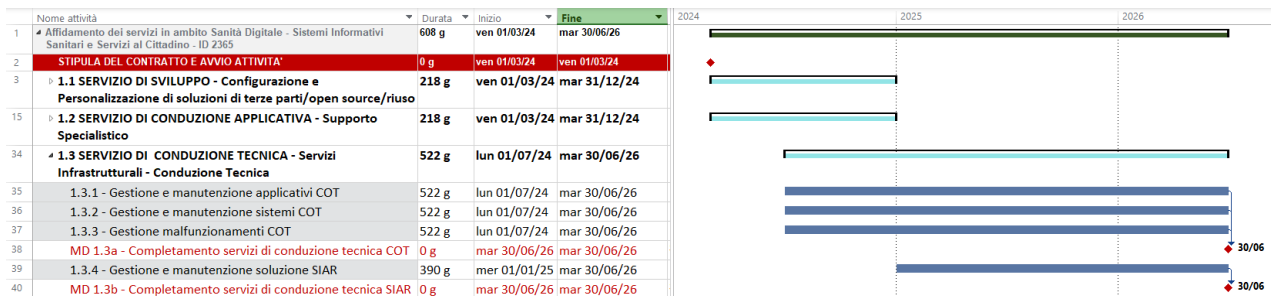 Nome attività Durata Inizio Fine 2024 2025 2026
1 Affidamento dei servizi in ambito Sanità Digitale - Sistemi Informativi 608 g ven 01/03/24 mar 30/06/26
Sanitari e Servizi al Cittadino - ID 2365
2 STIPULA DEL CONTRATTO E AVVIO ATTIVITA' 0 g ven 01/03/24 ven 01/03/24
3 1.1 SERVIZIO DI SVILUPPO - Configurazione e 218 g ven 01/03/24 mar 31/12/24
Personalizzazione di soluzioni di terze parti/open source/riuso
15 1.2 SERVIZIO DI CONDUZIONE APPLICATIVA - Supporto 218 g ven 01/03/24 mar 31/12/24
Specialistico
34 1.3 SERVIZIO DI CONDUZIONE TECNICA - Servizi 522 g lun 01/07/24 mar 30/06/26
Infrastrutturali - Conduzione Tecnica
35 1.3.1 - Gestione e manutenzione applicativi COT 522 g lun 01/07/24 mar 30/06/26
36 1.3.2 - Gestione e manutenzione sistemi COT 522 g lun 01/07/24 mar 30/06/26
37 1.3.3 - Gestione malfunzionamenti COT 522 g lun 01/07/24 mar 30/06/26
38 MD 1.3a - Completamento servizi di conduzione tecnica COT 0 g mar 30/06/26 mar 30/06/26 30/06
39 1.3.4 - Gestione e manutenzione soluzione SIAR 390 g mer 01/01/25 mar 30/06/26
40 MD 1.3b - Completamento servizi di conduzione tecnica SIAR 0 g mar 30/06/26 mar 30/06/26 30/06